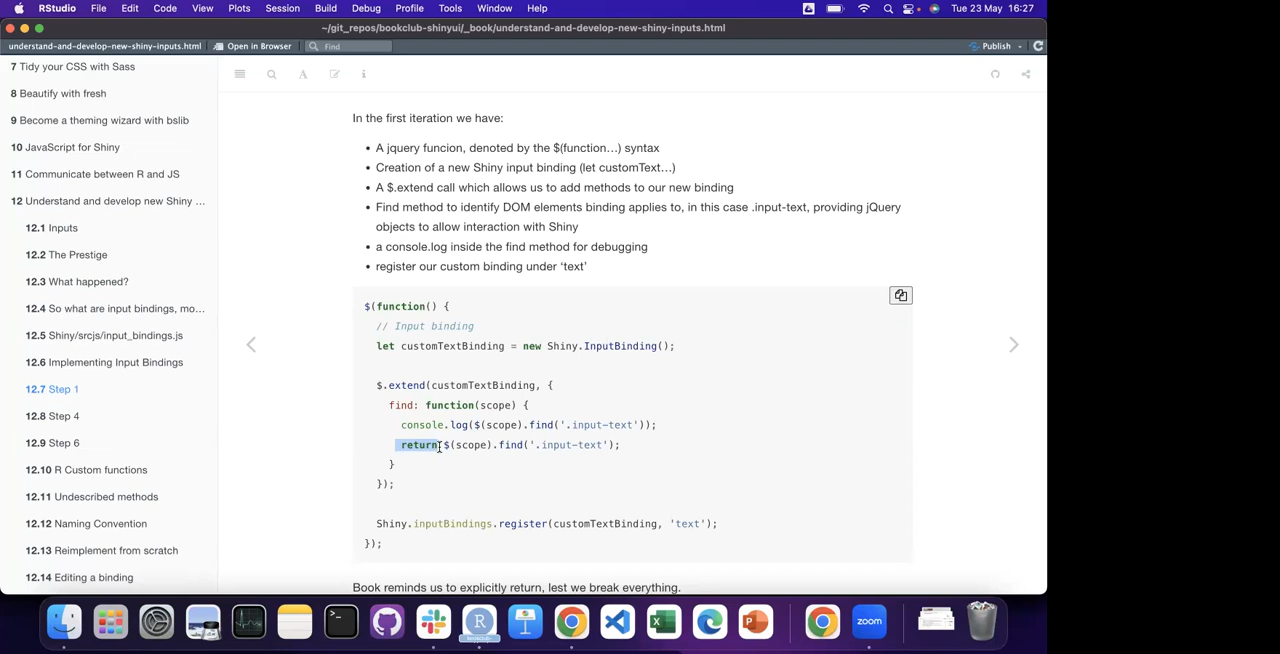 RStudio File Edit Code View Plots Session Build Debug Profile Tools Window Help Tue 23 May 16:27
~/git_repos/bookclub-shinyui/_book/understand-and-develop-new-shiny-inputs.html
understand-and-develop-new-shiny-inputs.html Open in Browser Find Publish
7 Tidy your CSS with Sass
8 Beautify with fresh
9 Become a theming wizard with bslib
10 JavaScript for Shiny
11 Communicate between R and JS
12 Understand and develop new Shiny ...
12.1 Inputs
12.2 The Prestige
12.3 What happened?
12.4 So what are input bindings, mo...
12.5 Shiny/srcjs/input_bindings.js
12.6 Implementing Input Bindings
12.7 Step 1
12.8 Step 4
12.9 Step 6
12.10 R Custom functions
12.11 Undescribed methods
12.12 Naming Convention
12.13 Reimplement from scratch
12.14 Editing a binding
In the first iteration we have:
• A jquery funcion, denoted by the $(function…) syntax
• Creation of a new Shiny input binding (let customText…)
• A $.extend call which allows us to add methods to our new binding
• Find method to identify DOM elements binding applies to, in this case .input-text, providing jQuery
objects to allow interaction with Shiny
• a console.log inside the find method for debugging
• register our custom binding under ‘text’
$(function() {
// Input binding
let customTextBinding = new Shiny.InputBinding();
$.extend(customTextBinding, {
find: function(scope) {
console.log($(scope).find('.input-text'));
return $(scope).find('.input-text');
}
});
Shiny.inputBindings.register(customTextBinding, 'text');
});
Book reminds us to explicitly return, lest we break everything.
zoom